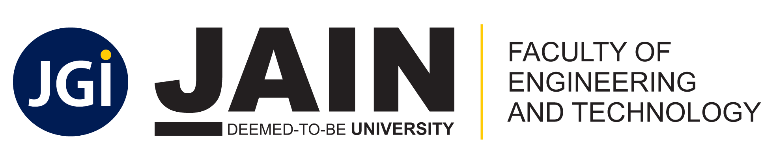 JGi
JAIN
DEEMED-TO-BE UNIVERSITY
FACULTY OF
ENGINEERING
AND TECHNOLOGY